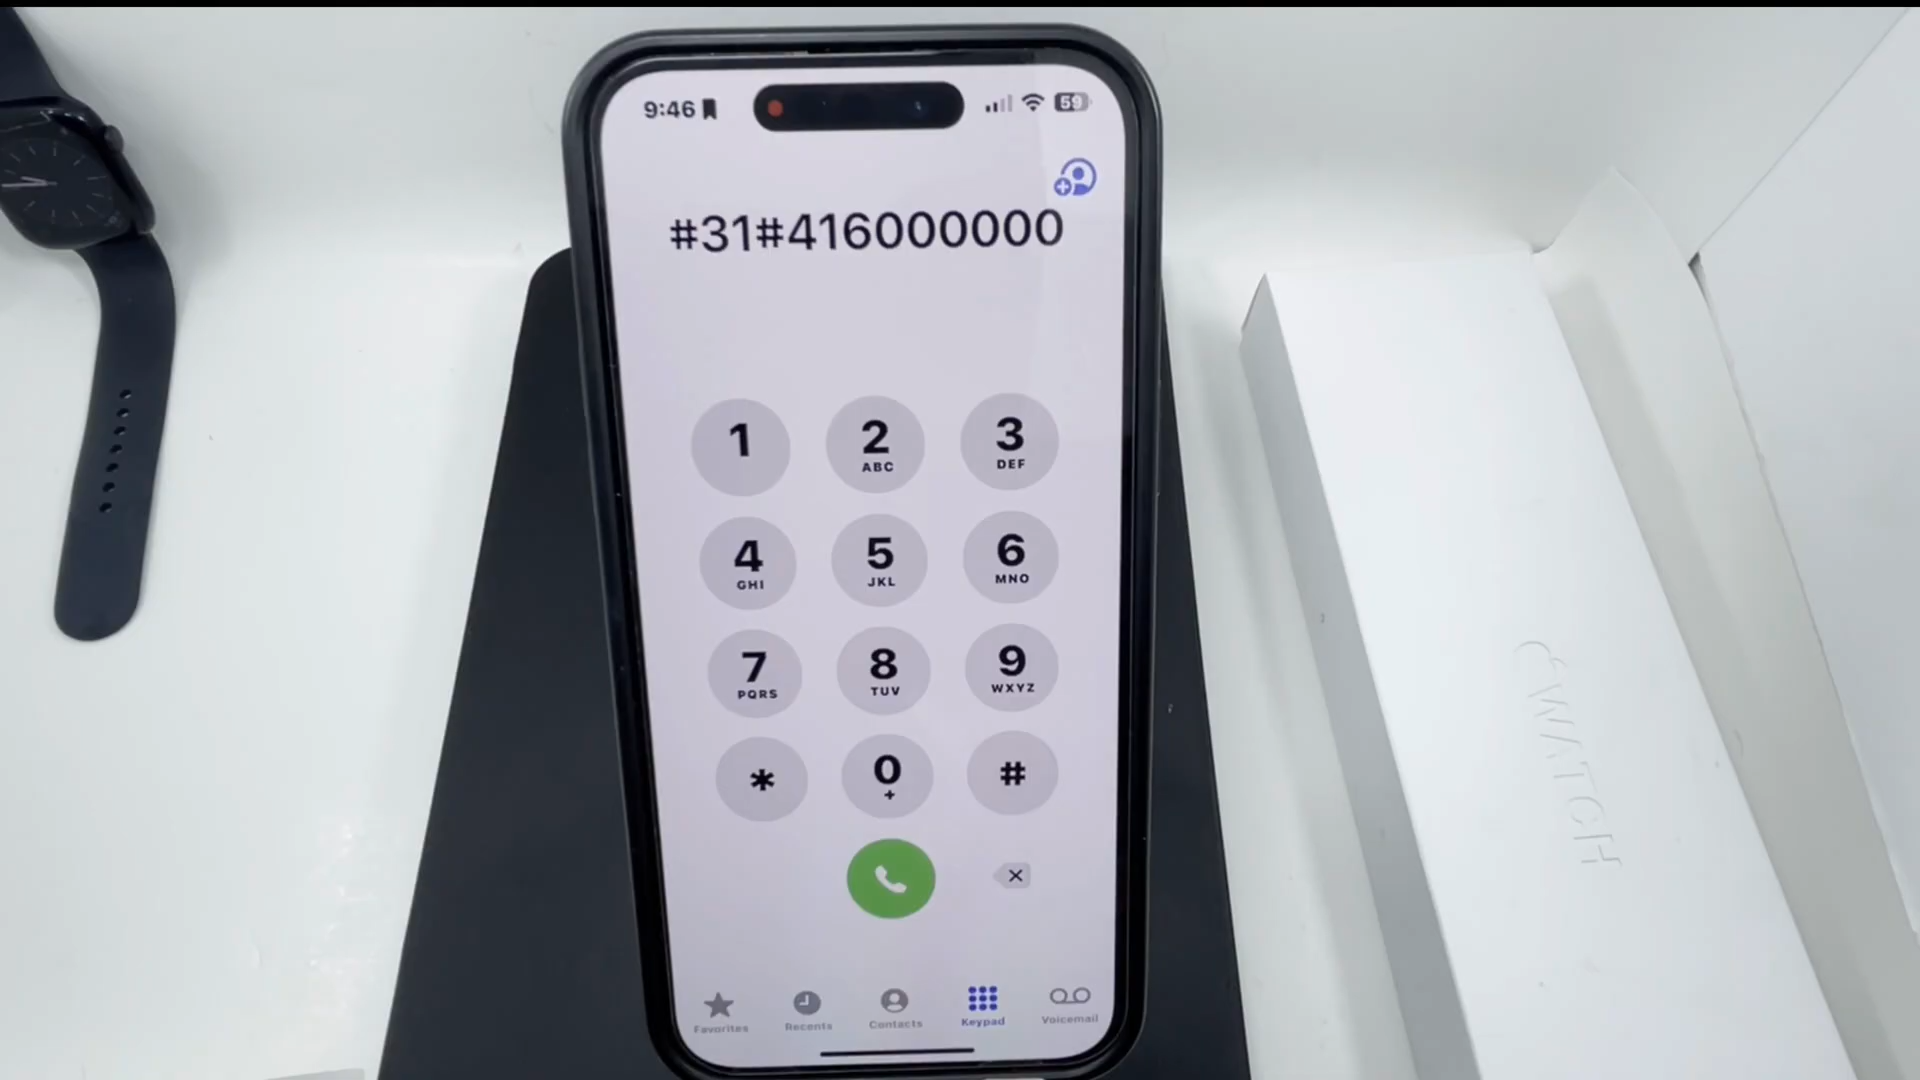 9:46
59
#31#416000000
1
2
ABC
3
DEF
4
GHI
5
JKL
6
MNO
7
PQRS
8
TUV
9
WXYZ
*
0
+
#
Favorites
Recents
Contacts
Keypad
Voicemail
WATCH